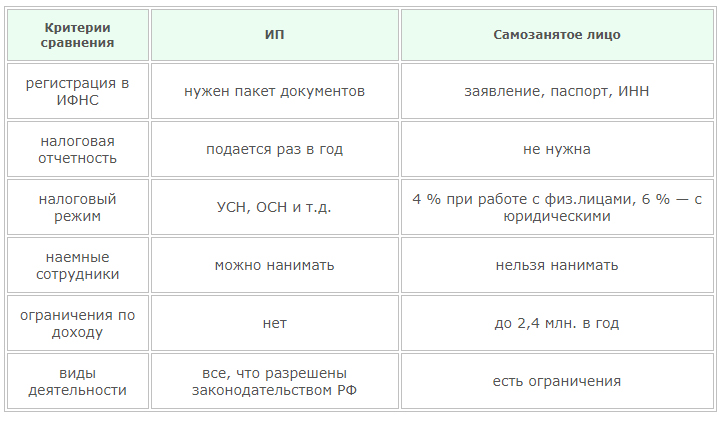 Критерии
сравнения
ИП
Самозанятое лицо
регистрация в
ИФНС
нужен пакет документов
заявление, паспорт, ИНН
налоговая
отчетность
подается раз в год
не нужна
налоговый
режим
УСН, ОСН и т.д.
4 % при работе с физ.лицами, 6 % — с
юридическими
наемные
сотрудники
можно нанимать
нельзя нанимать
ограничения по
доходу
нет
до 2,4 млн. в год
виды
деятельности
все, что разрешены
законодательством РФ
есть ограничения